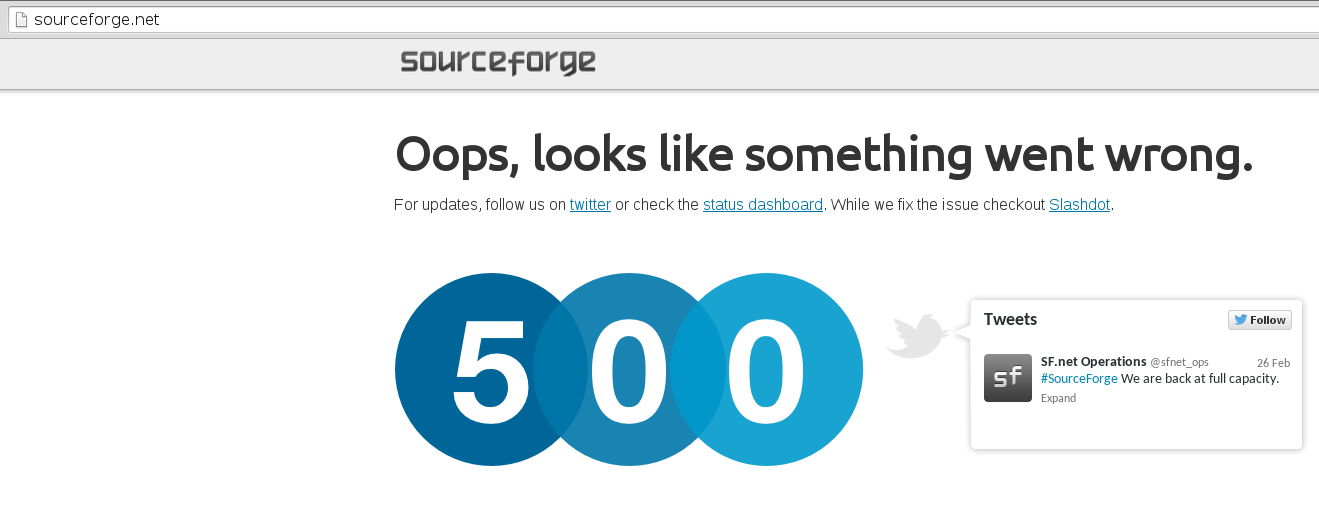 sourceforge.net
sourceforge
Oops, looks like something went wrong.
For updates, follow us on twitter or check the status dashboard. While we fix the issue checkout Slashdot.
500
Tweets
Follow
sf
SF.net Operations @sfnet_ops 26 Feb
#SourceForge We are back at full capacity.
Expand